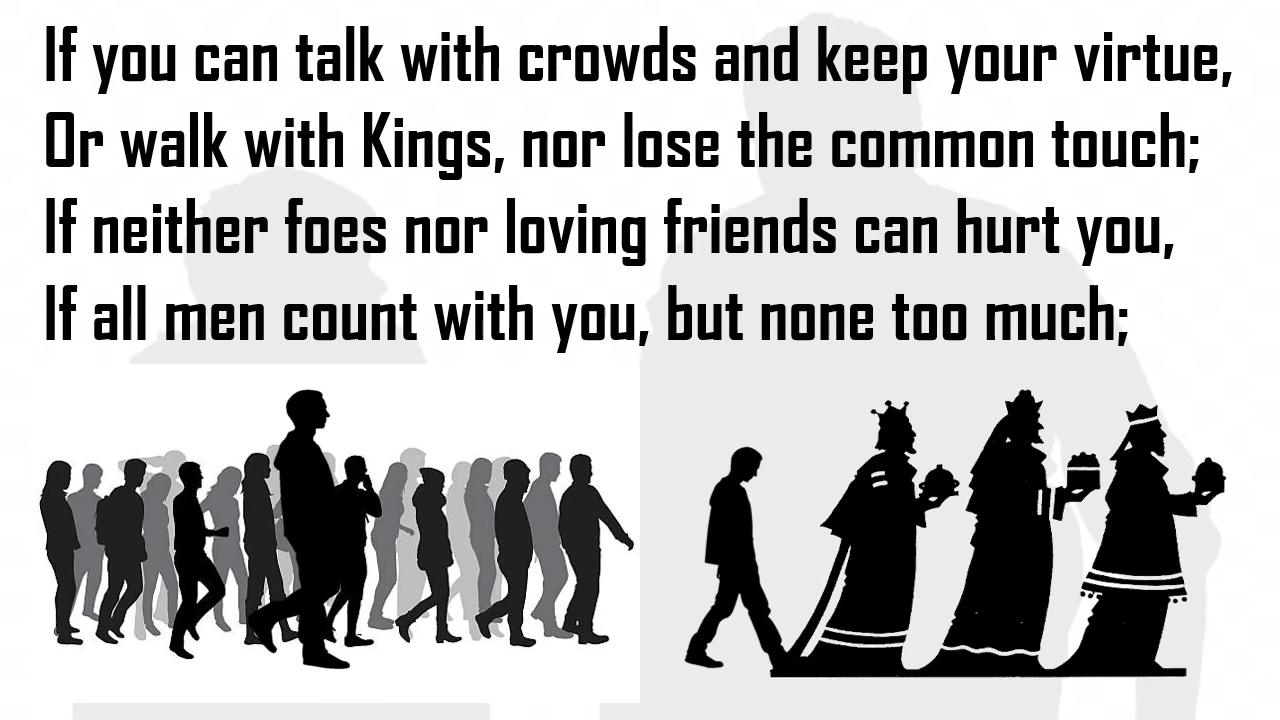 If you can talk with crowds and keep your virtue,
Or walk with Kings, nor lose the common touch;
If neither foes nor loving friends can hurt you,
If all men count with you, but none too much;